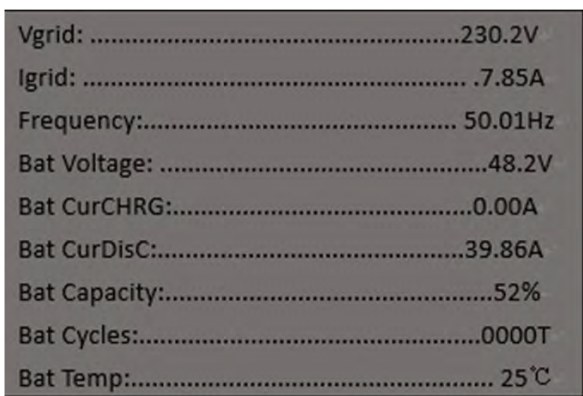 Vgrid: ..........................................................230.2V
Igrid: ............................................................ .7.85A
Frequency:................................................. 50.01Hz
Bat Voltage: ....................................................48.2V
Bat CurCHRG:................................................0.00A
Bat CurDisC:.................................................39.86A
Bat Capacity:....................................................52%
Bat Cycles:......................................................0000T
Bat Temp:......................................................... 25℃